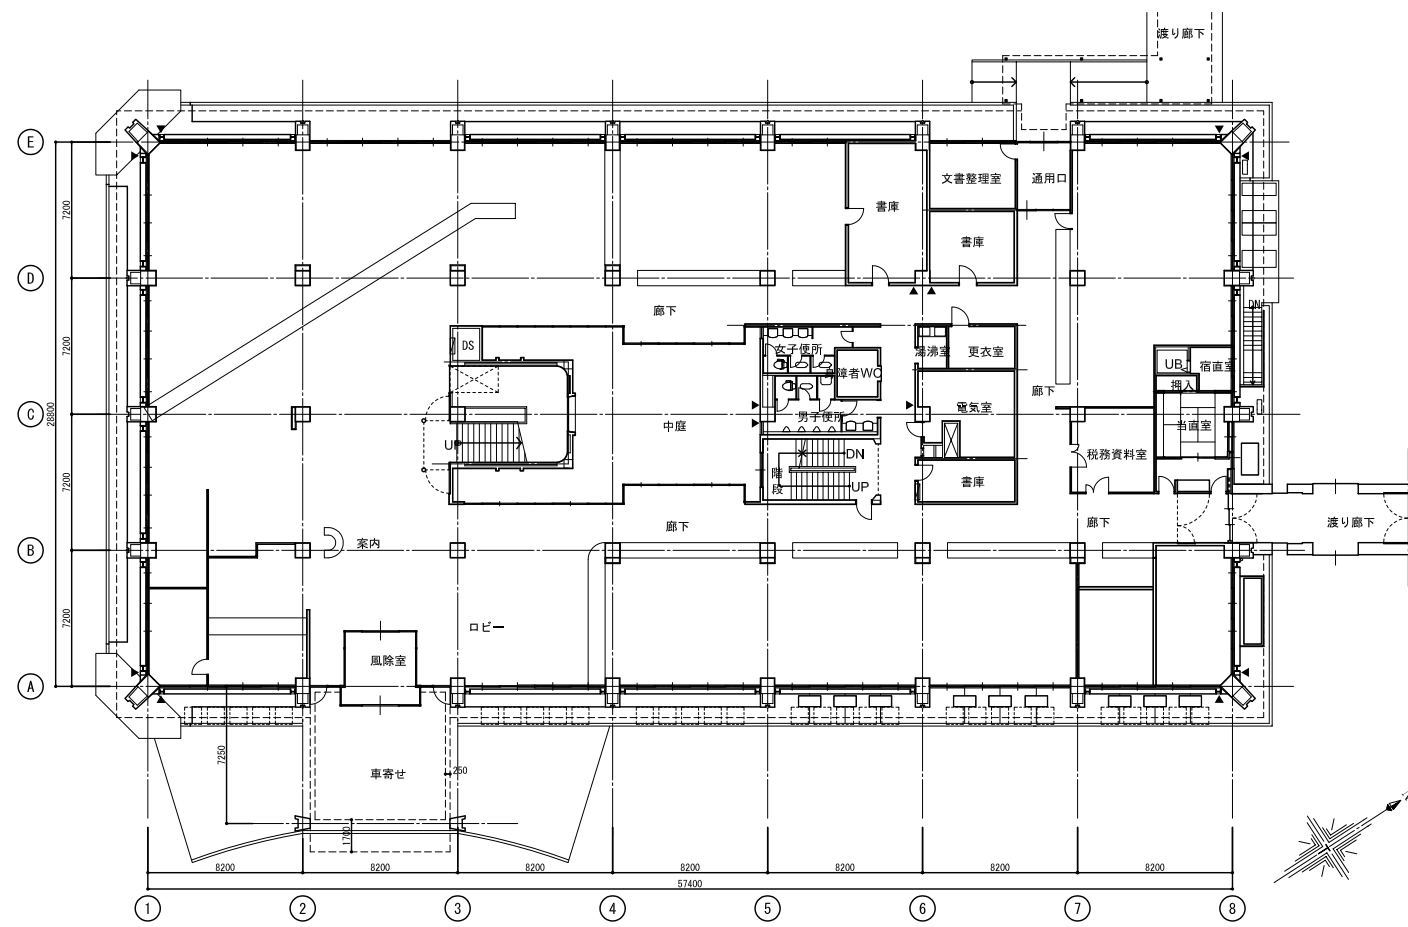 渡り廊下
E
文書整理室
通用口
書庫
7200
書庫
D
廊下
DN
7200
DS
女子便所
湯沸室
更衣室
UB
宿直室
障者WC
廊下
押入
C
28800
中庭
男子便所
電気室
当直室
UP
DN
税務資料室
7200
階段
UP
書庫
廊下
廊下
渡り廊下
B
案内
7200
ロビー
風除室
A
7250
車寄せ
250
1700
8200
8200
8200
8200
8200
8200
8200
57400
1
2
3
4
5
6
7
8